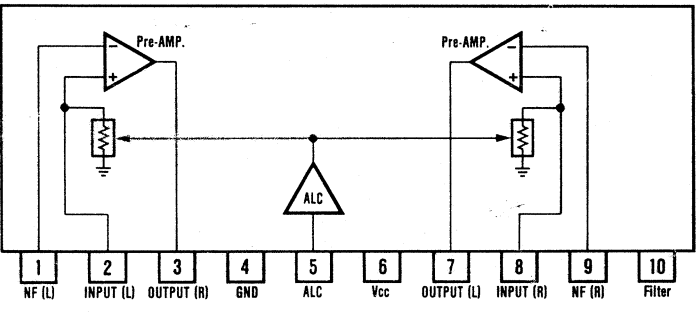 Pre-AMP.
Pre-AMP.
−
+
−
+
ALC
1 2 3 4 5 6 7 8 9 10
NF (L) INPUT (L) OUTPUT (R) GND ALC Vcc OUTPUT (L) INPUT (R) NF (R) Filter